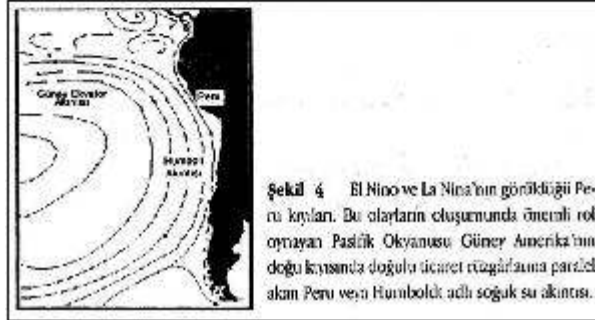 Güney Ekvator
Akıntısı
Peru
Humbolt
Akıntısı
Şekil 4 El Nino ve La Nina'nın görüldüğü Pe-
ru kıyıları. Bu olayların oluşumunda önemli rol
oynayan Pasifik Okyanusu Güney Amerika'nın
doğu kıyısında doğulu ticaret rüzgârlarına paralel
akan Peru veya Humboldt adlı soğuk su akıntısı.